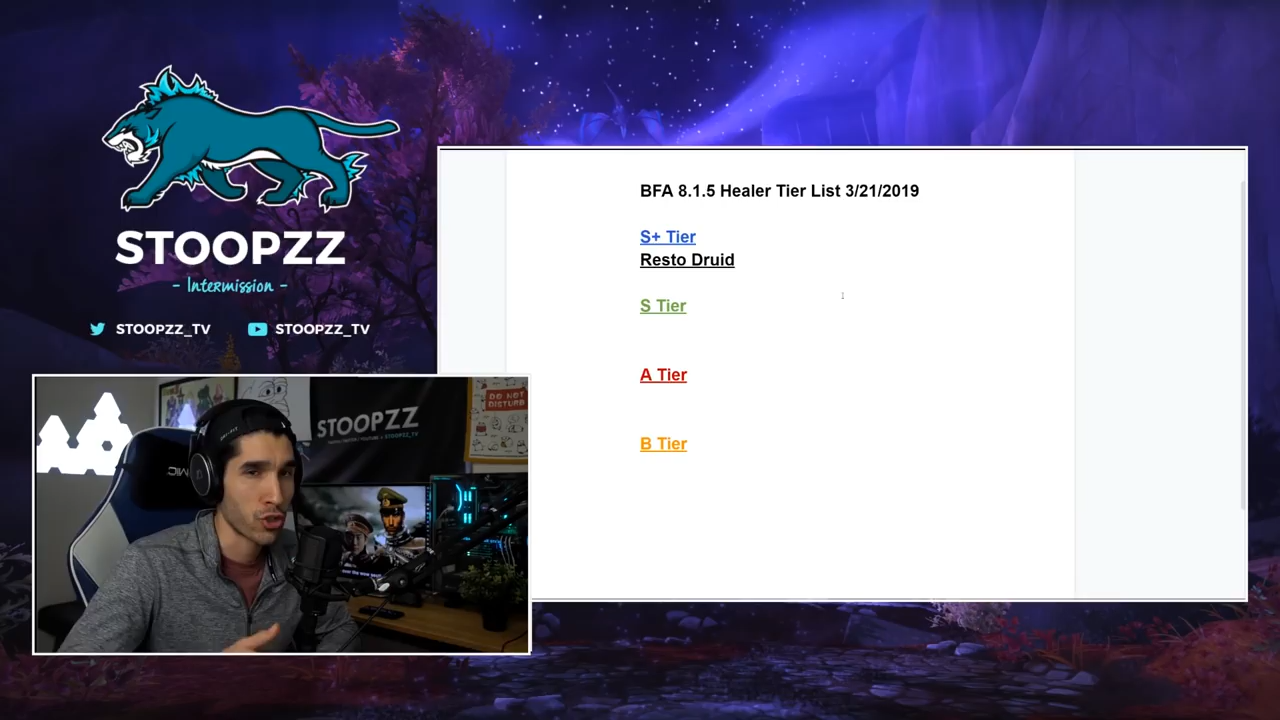 STOOPZZ
- Intermission -
STOOPZZ_TV
STOOPZZ_TV
BFA 8.1.5 Healer Tier List 3/21/2019
S+ Tier
Resto Druid
S Tier
A Tier
B Tier
STOOPZZ
DO NOT
DISTURB